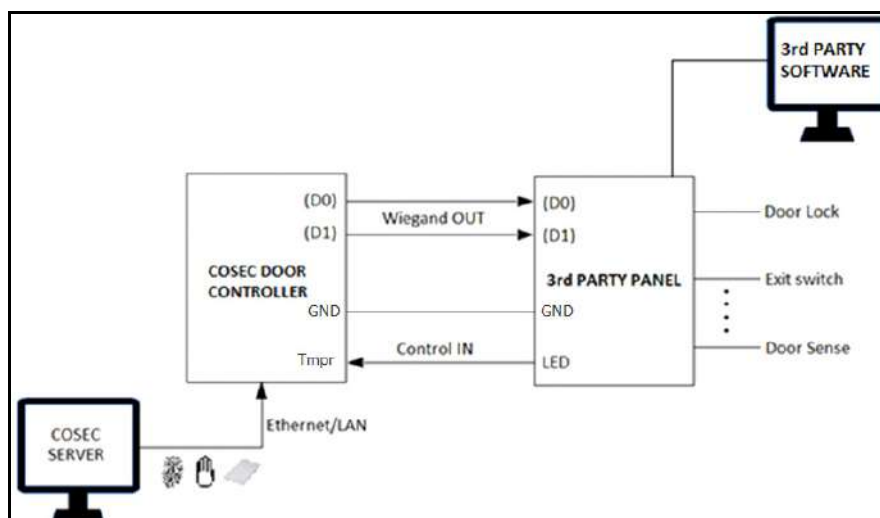 3rd PARTY
SOFTWARE
(D0)
(D0)
Wiegand OUT
(D1)
(D1)
Door Lock
COSEC DOOR
CONTROLLER
3rd PARTY PANEL
Exit switch
GND
GND
Control IN
Door Sense
Tmpr
LED
Ethernet/LAN
COSEC
SERVER